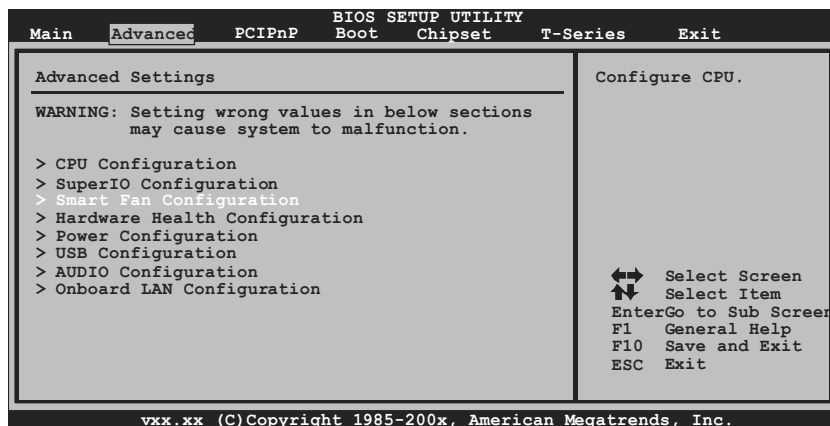 BIOS SETUP UTILITY
Main Advanced PCIPnP Boot Chipset T-Series Exit
Advanced Settings
WARNING: Setting wrong values in below sections
may cause system to malfunction.
> CPU Configuration
> SuperIO Configuration
> Smart Fan Configuration
> Hardware Health Configuration
> Power Configuration
> USB Configuration
> AUDIO Configuration
> Onboard LAN Configuration
Configure CPU.
Select Screen
Select Item
EnterGo to Sub Screen
F1 General Help
F10 Save and Exit
ESC Exit
vxx.xx (C)Copyright 1985-200x, American Megatrends, Inc.